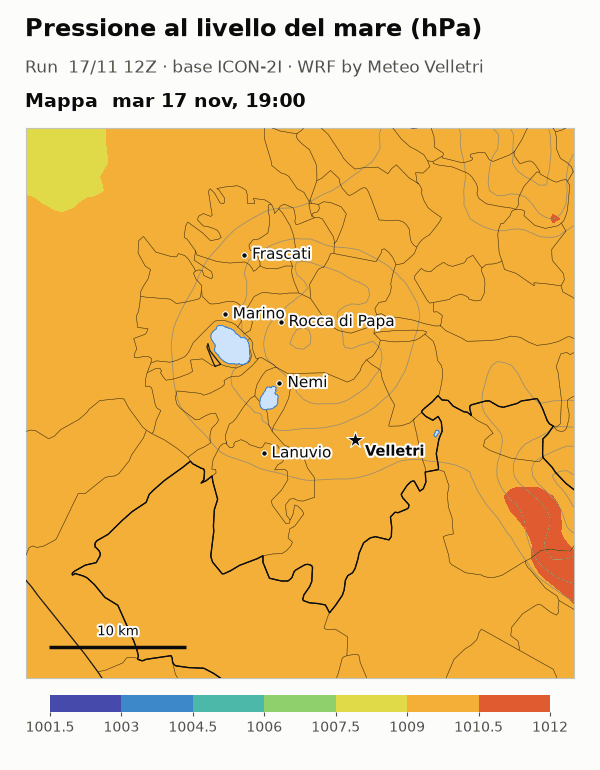 Pressione al livello del mare (hPa)
Run  17/11 12Z · base ICON-2I · WRF by Meteo Velletri
Mappa  mar 17 nov, 19:00
Frascati
Marino
Rocca di Papa
Nemi
Velletri
Lanuvio
10 km
1001.5 1003 1004.5 1006 1007.5 1009 1010.5 1012